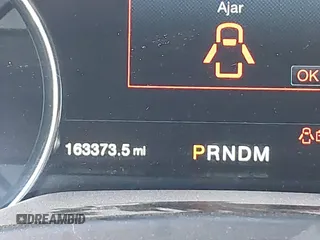 Ajar
OK
163373.5 mi
PRNDM
DREAMBID